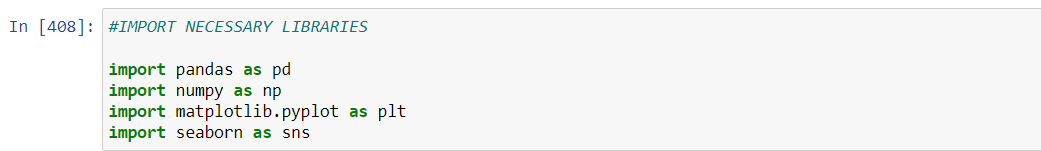 In [408]: #IMPORT NECESSARY LIBRARIES
import pandas as pd
import numpy as np
import matplotlib.pyplot as plt
import seaborn as sns